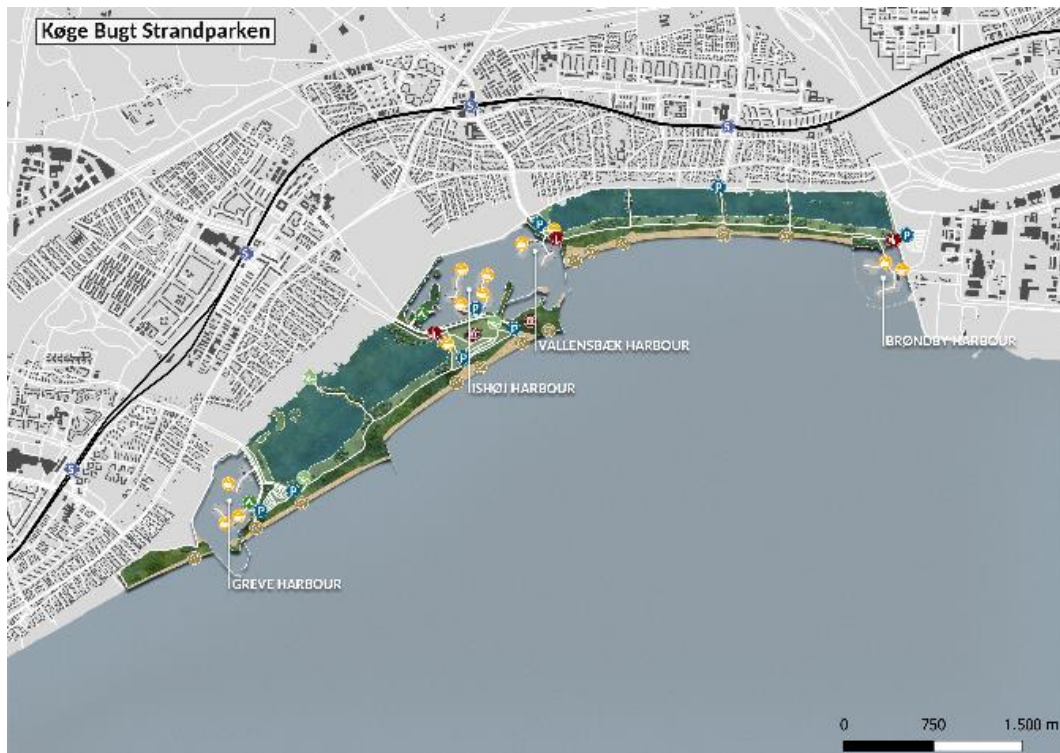 Køge Bugt Strandparken
S
S
P
P
P
VALLENSBÆK HARBOUR
BRØNDBY HARBOUR
S
P
P
P
ISHØJ HARBOUR
S
P
P
GREVE HARBOUR
0 750 1.500 m